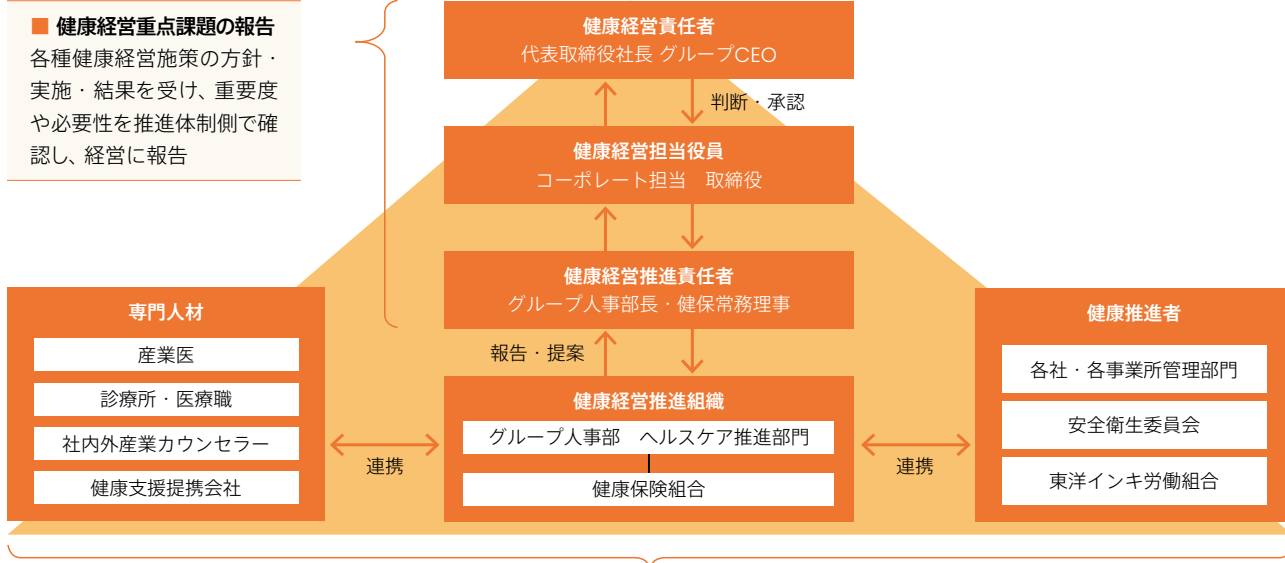 ■ 健康経営重点課題の報告
各種健康経営施策の方針・
実施・結果を受け、重要度
や必要性を推進体制側で確
認し、経営に報告
健康経営責任者
代表取締役社長 グループCEO
判断・承認
健康経営担当役員
コーポレート担当　取締役
健康経営推進責任者
グループ人事部長・健保常務理事
報告・提案
専門人材
産業医
診療所・医療職
社内外産業カウンセラー
健康支援提携会社
連携
健康経営推進組織
グループ人事部　ヘルスケア推進部門
健康保険組合
連携
健康推進者
各社・各事業所管理部門
安全衛生委員会
東洋インキ労働組合